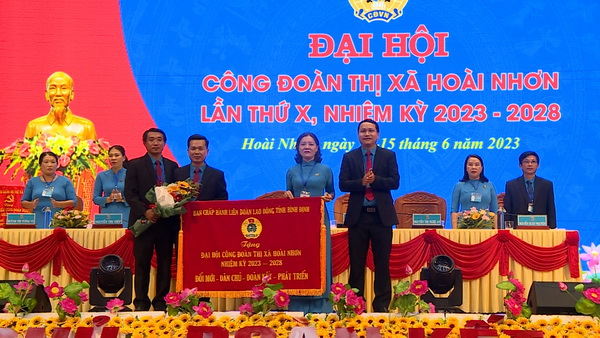 CĐVN
ĐẠI HỘI
CÔNG ĐOÀN THỊ XÃ HOÀI NHƠN
LẦN THỨ X, NHIỆM KỲ 2023 - 2028
Hoài Nh ngày 15 tháng 6 năm 2023
BAN CHẤP HÀNH LIÊN ĐOÀN LAO ĐỘNG TỈNH BÌNH ĐỊNH
Tặng
ĐẠI HỘI CÔNG ĐOÀN THỊ XÃ HOÀI NHƠN
NHIỆM KỲ 2023 - 2028
ĐỔI MỚI - DÂN CHỦ - ĐOÀN KẾT - PHÁT TRIỂN